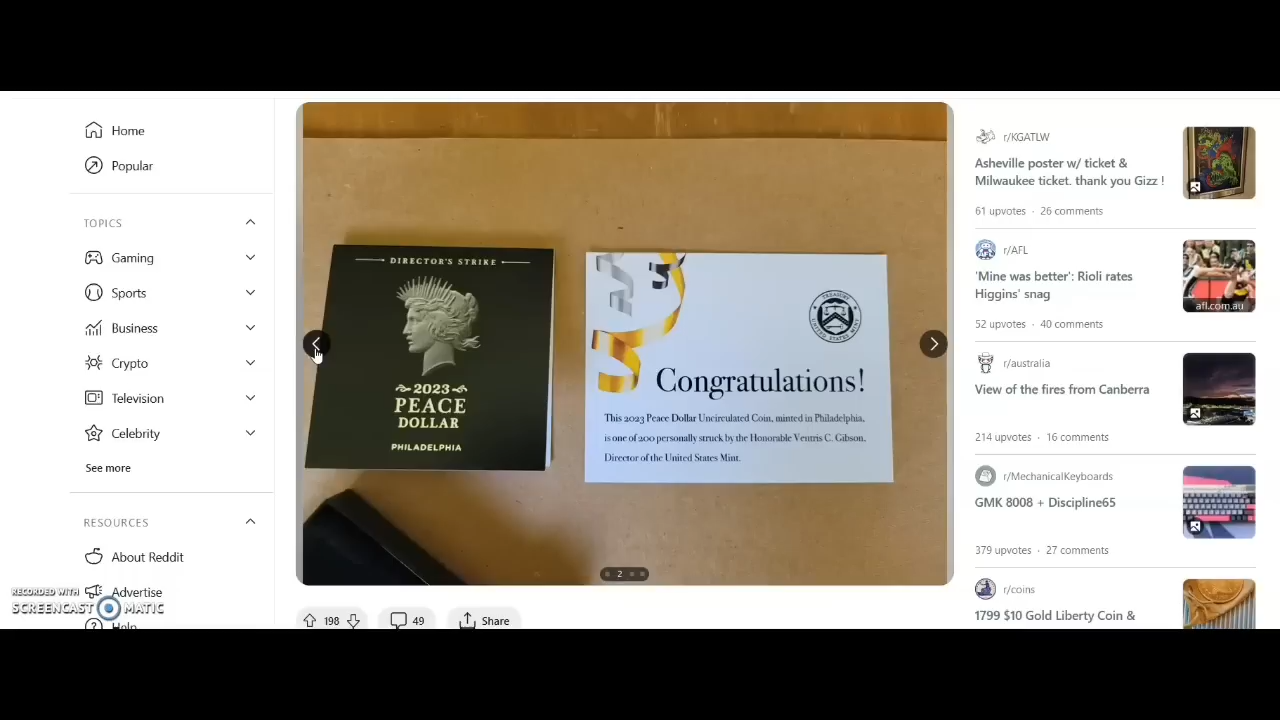 Home
Popular
TOPICS
Gaming
Sports
Business
Crypto
Television
Celebrity
See more
RESOURCES
About Reddit
Advertise
Help
RECORDED WITH
SCREENCAST MATIC
DIRECTOR'S STRIKE
2023
PEACE
DOLLAR
PHILADELPHIA
TREASURY
UNITED STATES MINT
Congratulations!
This 2023 Peace Dollar Uncirculated Coin, minted in Philadelphia,
is one of 200 personally struck by the Honorable Ventris C. Gibson,
Director of the United States Mint.
2
198
49
Share
r/KGATLW
Asheville poster w/ ticket &
Milwaukee ticket. thank you Gizz !
61 upvotes · 26 comments
r/AFL
'Mine was better': Rioli rates
Higgins' snag
52 upvotes · 40 comments
afl.com.au
r/australia
View of the fires from Canberra
214 upvotes · 16 comments
r/MechanicalKeyboards
GMK 8008 + Discipline65
379 upvotes · 27 comments
r/coins
1799 $10 Gold Liberty Coin &